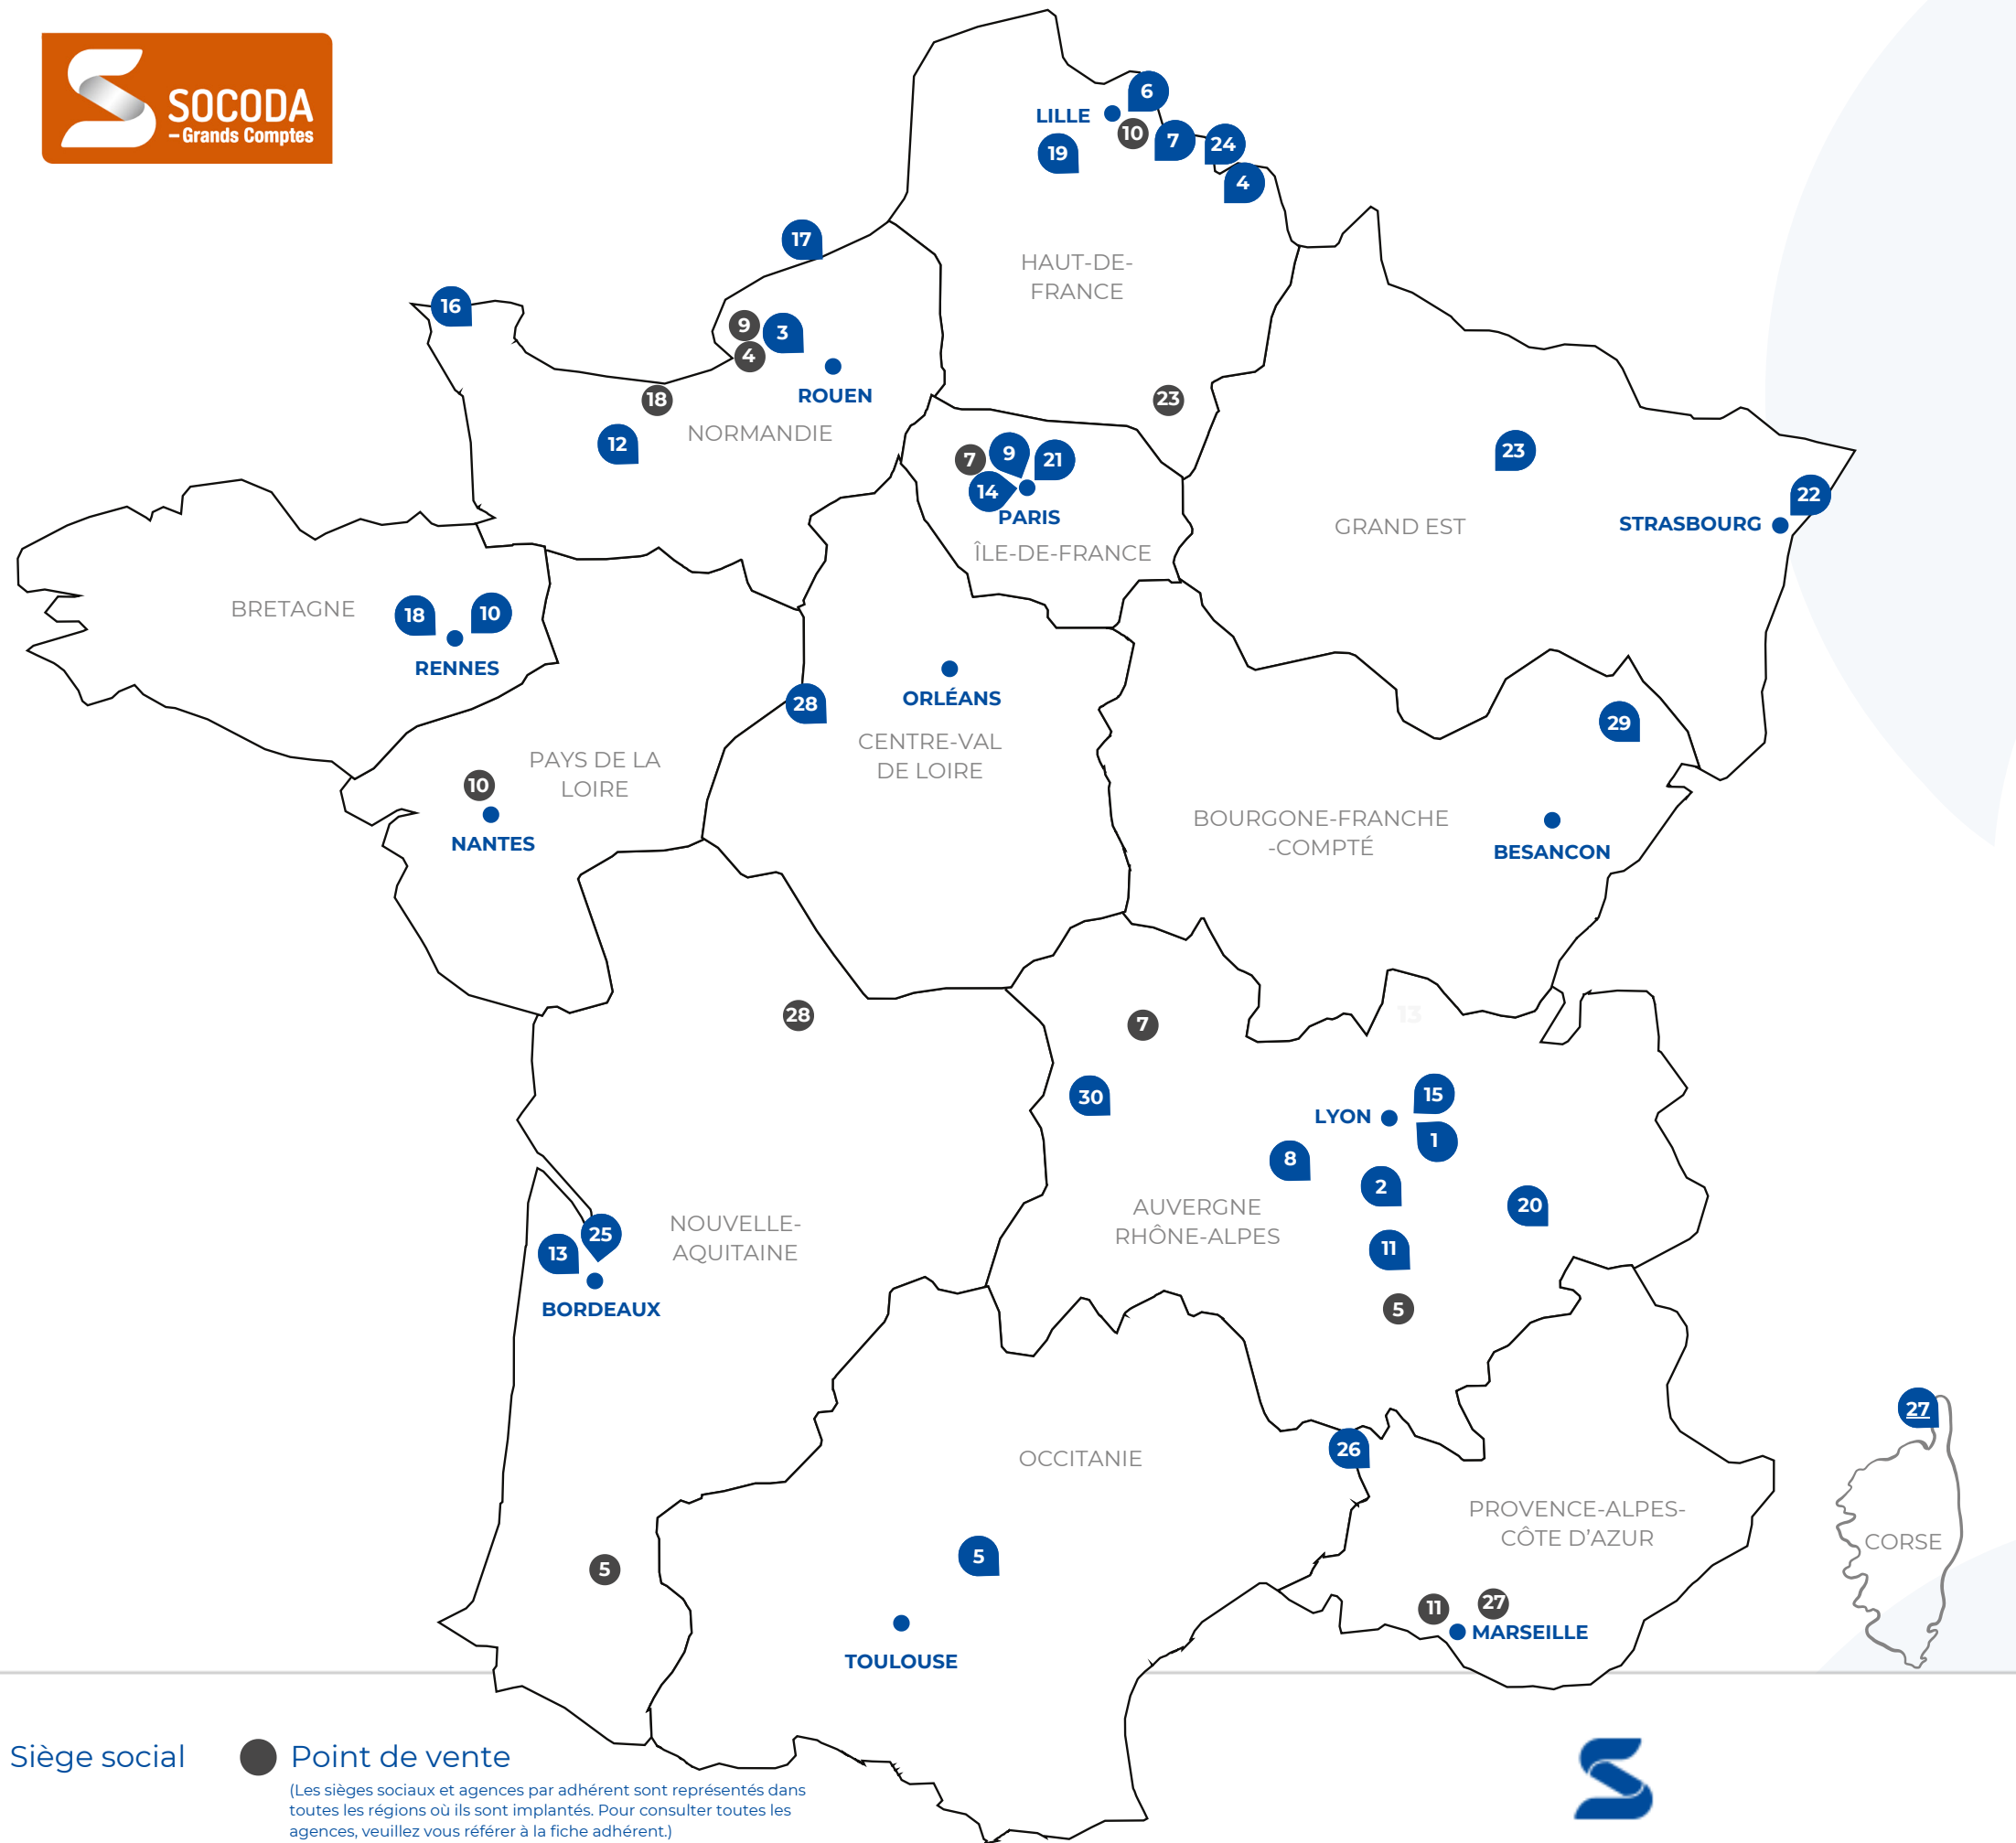 SOCODA
– Grands Comptes
6
LILLE
10
7
24
19
4
17
HAUT-DE-
FRANCE
16
9
3
4
ROUEN
18
23
12
NORMANDIE
7
9
21
14
PARIS
ÎLE-DE-FRANCE
23
22
GRAND EST
STRASBOURG
BRETAGNE
18
10
RENNES
28
ORLÉANS
CENTRE-VAL
DE LOIRE
29
PAYS DE LA
LOIRE
10
NANTES
BOURGONE-FRANCHE
-COMPTÉ
BESANCON
28
7
13
30
15
LYON
1
8
2
20
AUVERGNE
RHÔNE-ALPES
11
5
NOUVELLE-
AQUITAINE
25
13
BORDEAUX
27
26
OCCITANIE
PROVENCE-ALPES-
CÔTE D’AZUR
CORSE
5
5
11
27
MARSEILLE
TOULOUSE
Siège social
Point de vente
(Les sièges sociaux et agences par adhérent sont représentés dans
toutes les régions où ils sont implantés. Pour consulter toutes les
agences, veuillez vous référer à la fiche adhérent.)